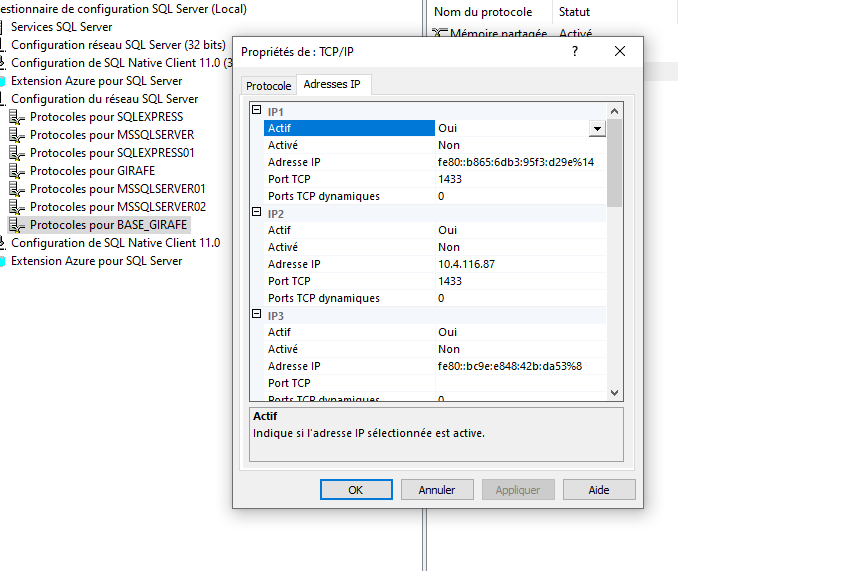 estionnaire de configuration SQL Server (Local)
Services SQL Server
Configuration réseau SQL Server (32 bits)
Configuration de SQL Native Client 11.0 (3
Extension Azure pour SQL Server
Configuration du réseau SQL Server
Protocoles pour SQLEXPRESS
Protocoles pour MSSQLSERVER
Protocoles pour SQLEXPRESS01
Protocoles pour GIRAFE
Protocoles pour MSSQLSERVER01
Protocoles pour MSSQLSERVER02
Protocoles pour BASE_GIRAFE
Configuration de SQL Native Client 11.0
Extension Azure pour SQL Server
Nom du protocole Statut
Mémoire partagée Activé
Propriétés de : TCP/IP ?
Protocole Adresses IP
IP1
Actif Oui
Activé Non
Adresse IP fe80::b865:6db3:95f3:d29e%14
Port TCP 1433
Ports TCP dynamiques 0
IP2
Actif Oui
Activé Non
Adresse IP 10.4.116.87
Port TCP 1433
Ports TCP dynamiques 0
IP3
Actif Oui
Activé Non
Adresse IP fe80::bc9e:e848:42b:da53%8
Port TCP
Ports TCP dynamiques 0
Actif
Indique si l'adresse IP sélectionnée est active.
OK Annuler Appliquer Aide